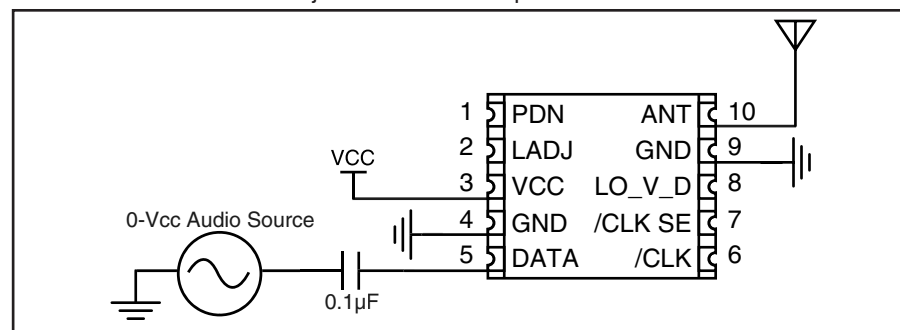 1 PDN ANT 10
2 LADJ GND 9
VCC
3 VCC LO_V_D 8
0-Vcc Audio Source
4 GND /CLK SE 7
5 DATA /CLK 6
0.1µF